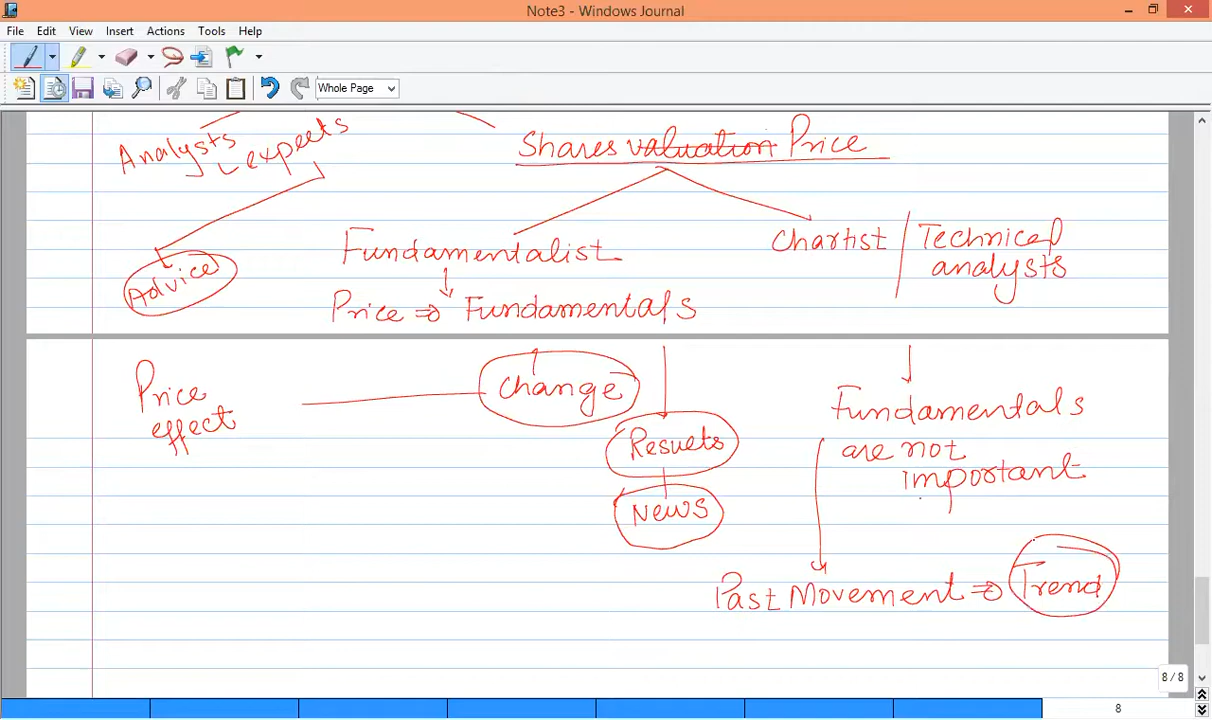 Note3 - Windows Journal
File Edit View Insert Actions Tools Help
Whole Page
Analysts
expects
Shares valuation Price
Advice
Fundamentalist
Chartist
Technical
analysts
Price ⇒ Fundamentals
Price
effect
Change
Results
News
Fundamentals
are not
important
Past Movement ⇒ Trend
8 / 8
8